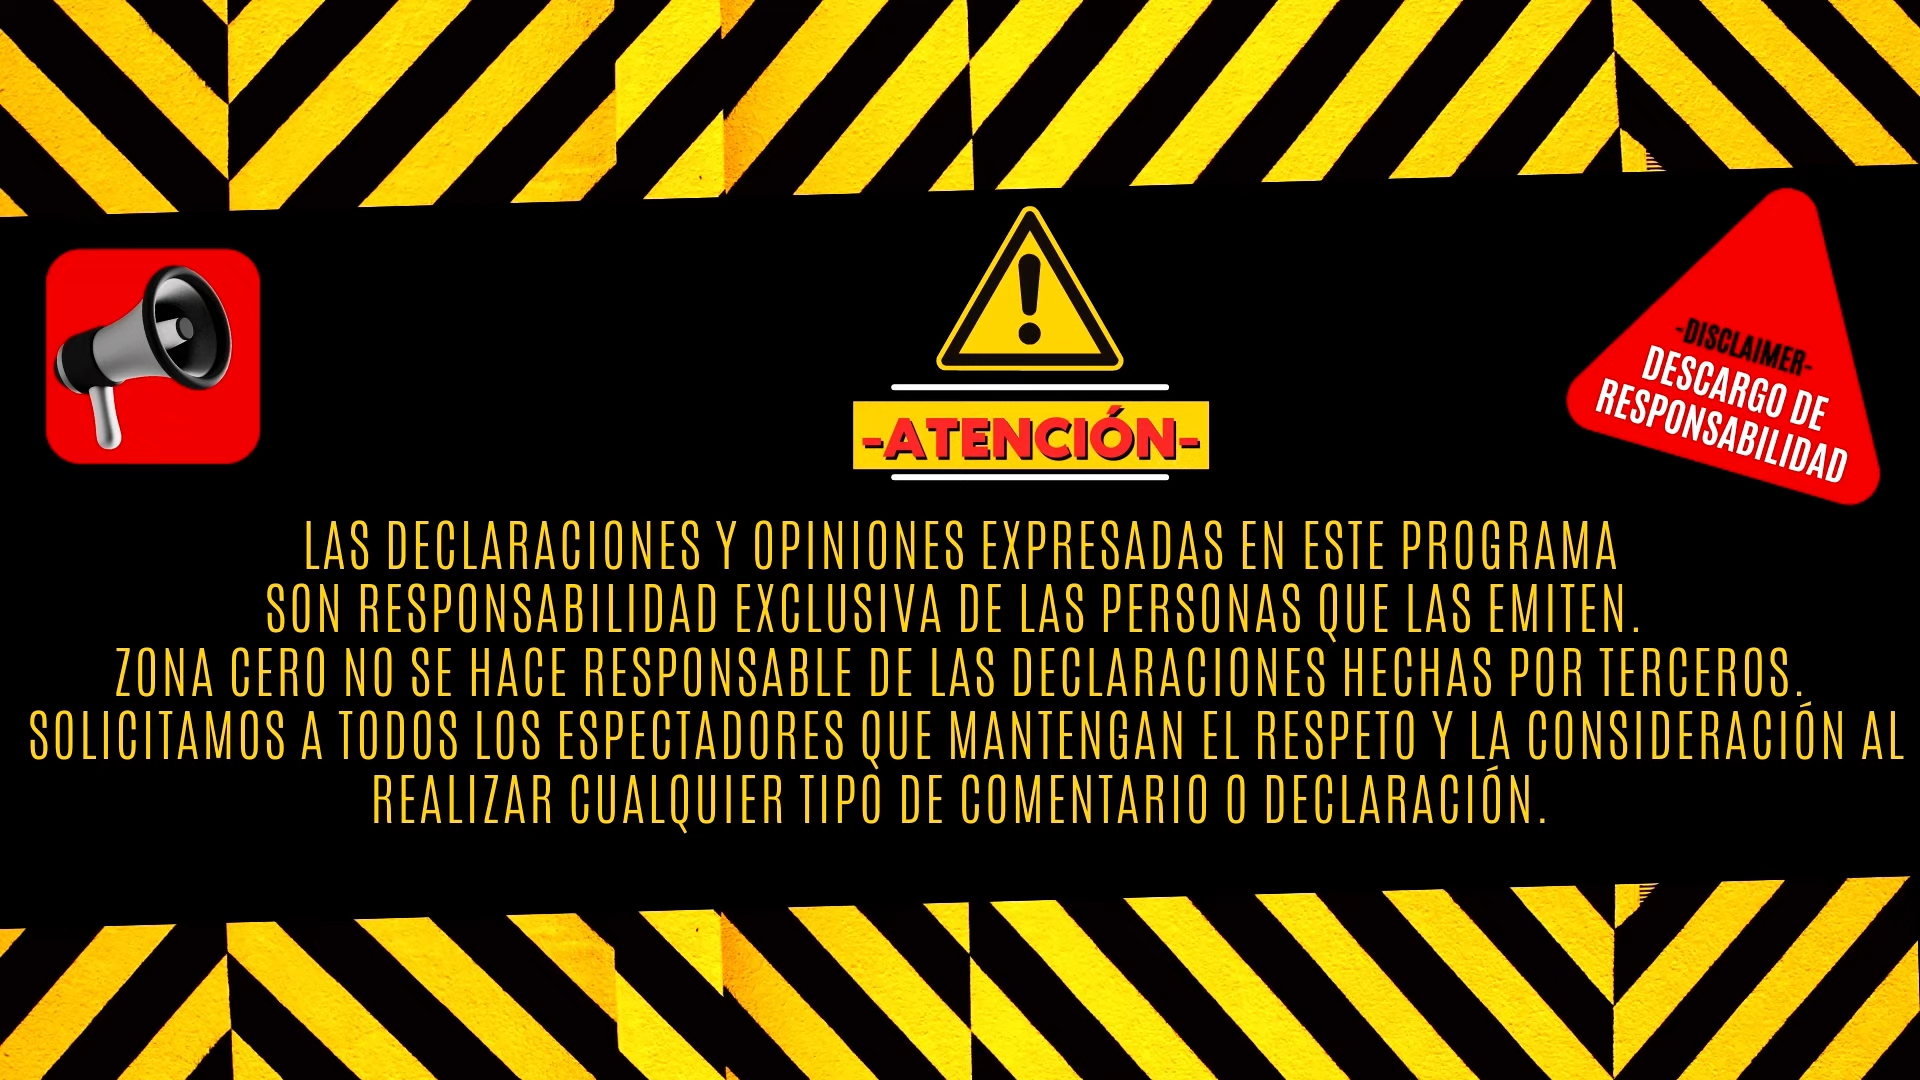 -DISCLAIMER-
DESCARGO DE
RESPONSABILIDAD
-ATENCIÓN-
LAS DECLARACIONES Y OPINIONES EXPRESADAS EN ESTE PROGRAMA
SON RESPONSABILIDAD EXCLUSIVA DE LAS PERSONAS QUE LAS EMITEN.
ZONA CERO NO SE HACE RESPONSABLE DE LAS DECLARACIONES HECHAS POR TERCEROS.
SOLICITAMOS A TODOS LOS ESPECTADORES QUE MANTENGAN EL RESPETO Y LA CONSIDERACIÓN AL
REALIZAR CUALQUIER TIPO DE COMENTARIO O DECLARACIÓN.